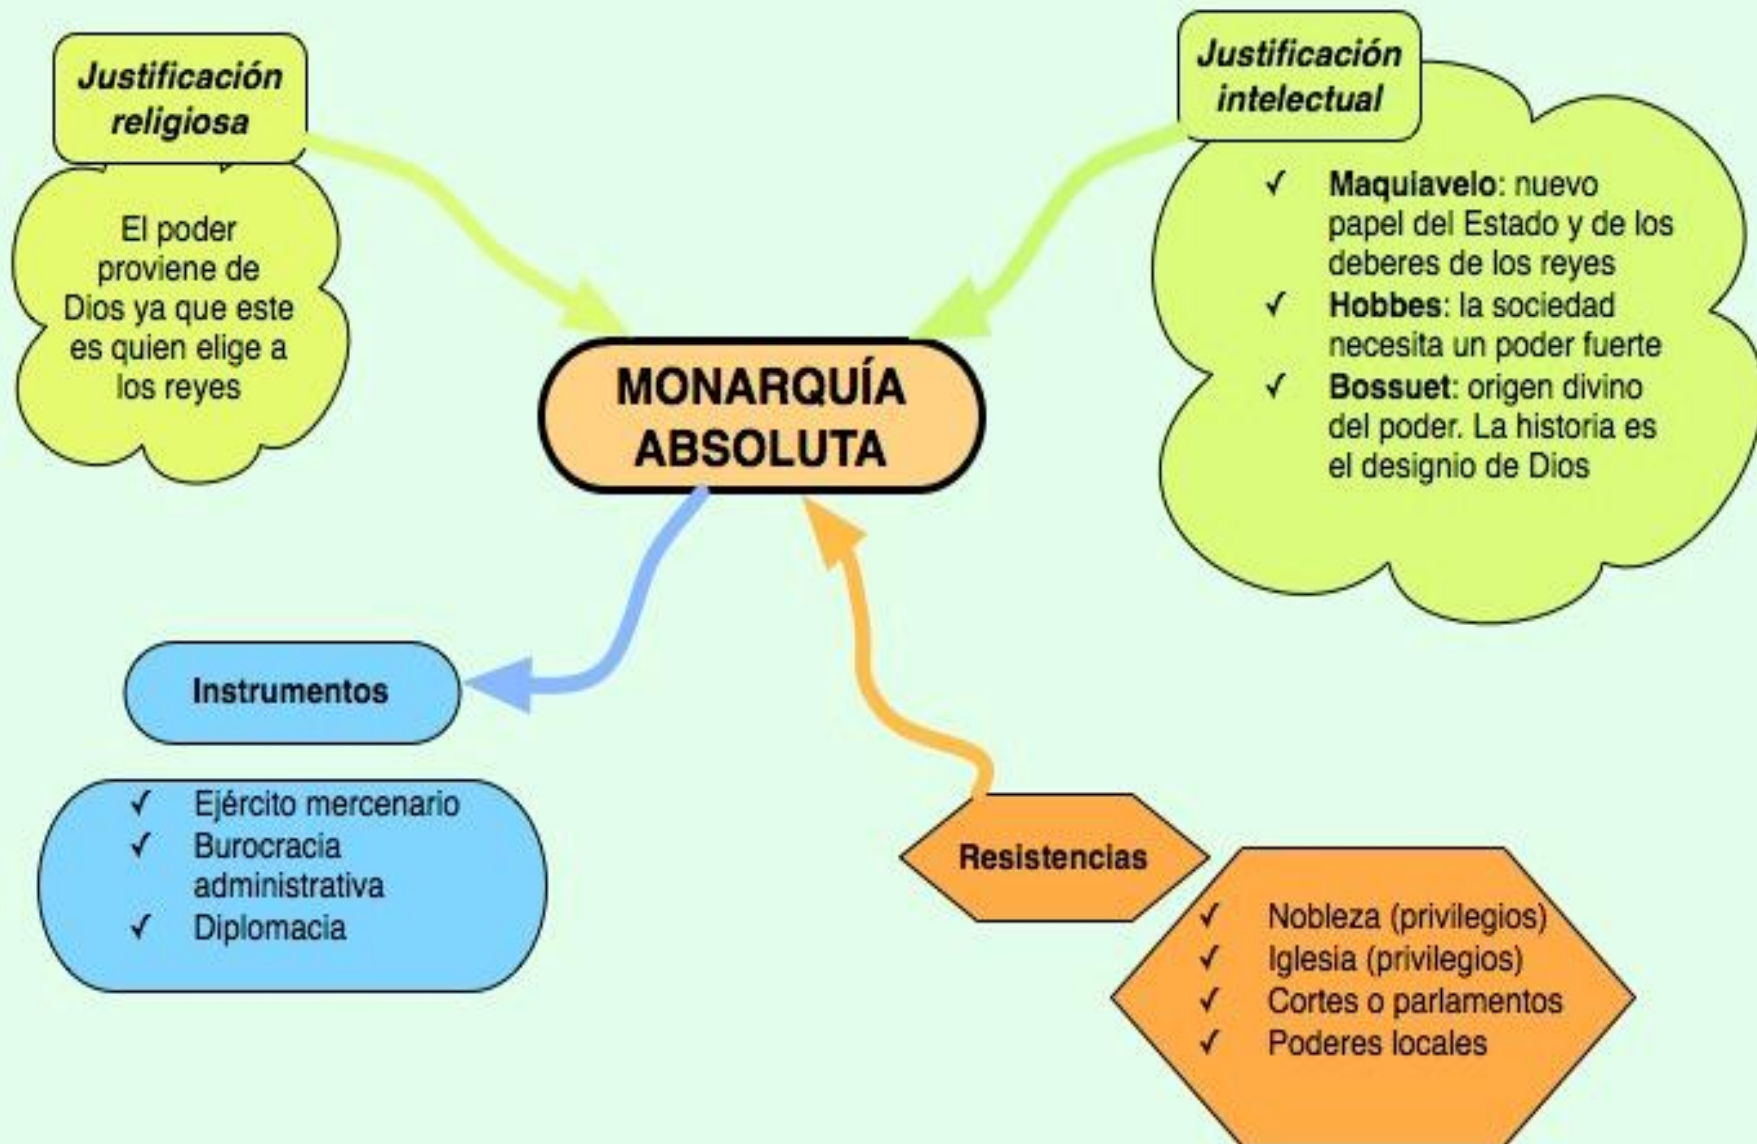 Justificación
religiosa
El poder
proviene de
Dios ya que este
es quien elige a
los reyes
Justificación
intelectual
✓ Maquiavelo: nuevo
papel del Estado y de los
deberes de los reyes
✓ Hobbes: la sociedad
necesita un poder fuerte
✓ Bossuet: origen divino
del poder. La historia es
el designio de Dios
MONARQUÍA
ABSOLUTA
Instrumentos
✓ Ejército mercenario
✓ Burocracia
administrativa
✓ Diplomacia
Resistencias
✓ Nobleza (privilegios)
✓ Iglesia (privilegios)
✓ Cortes o parlamentos
✓ Poderes locales